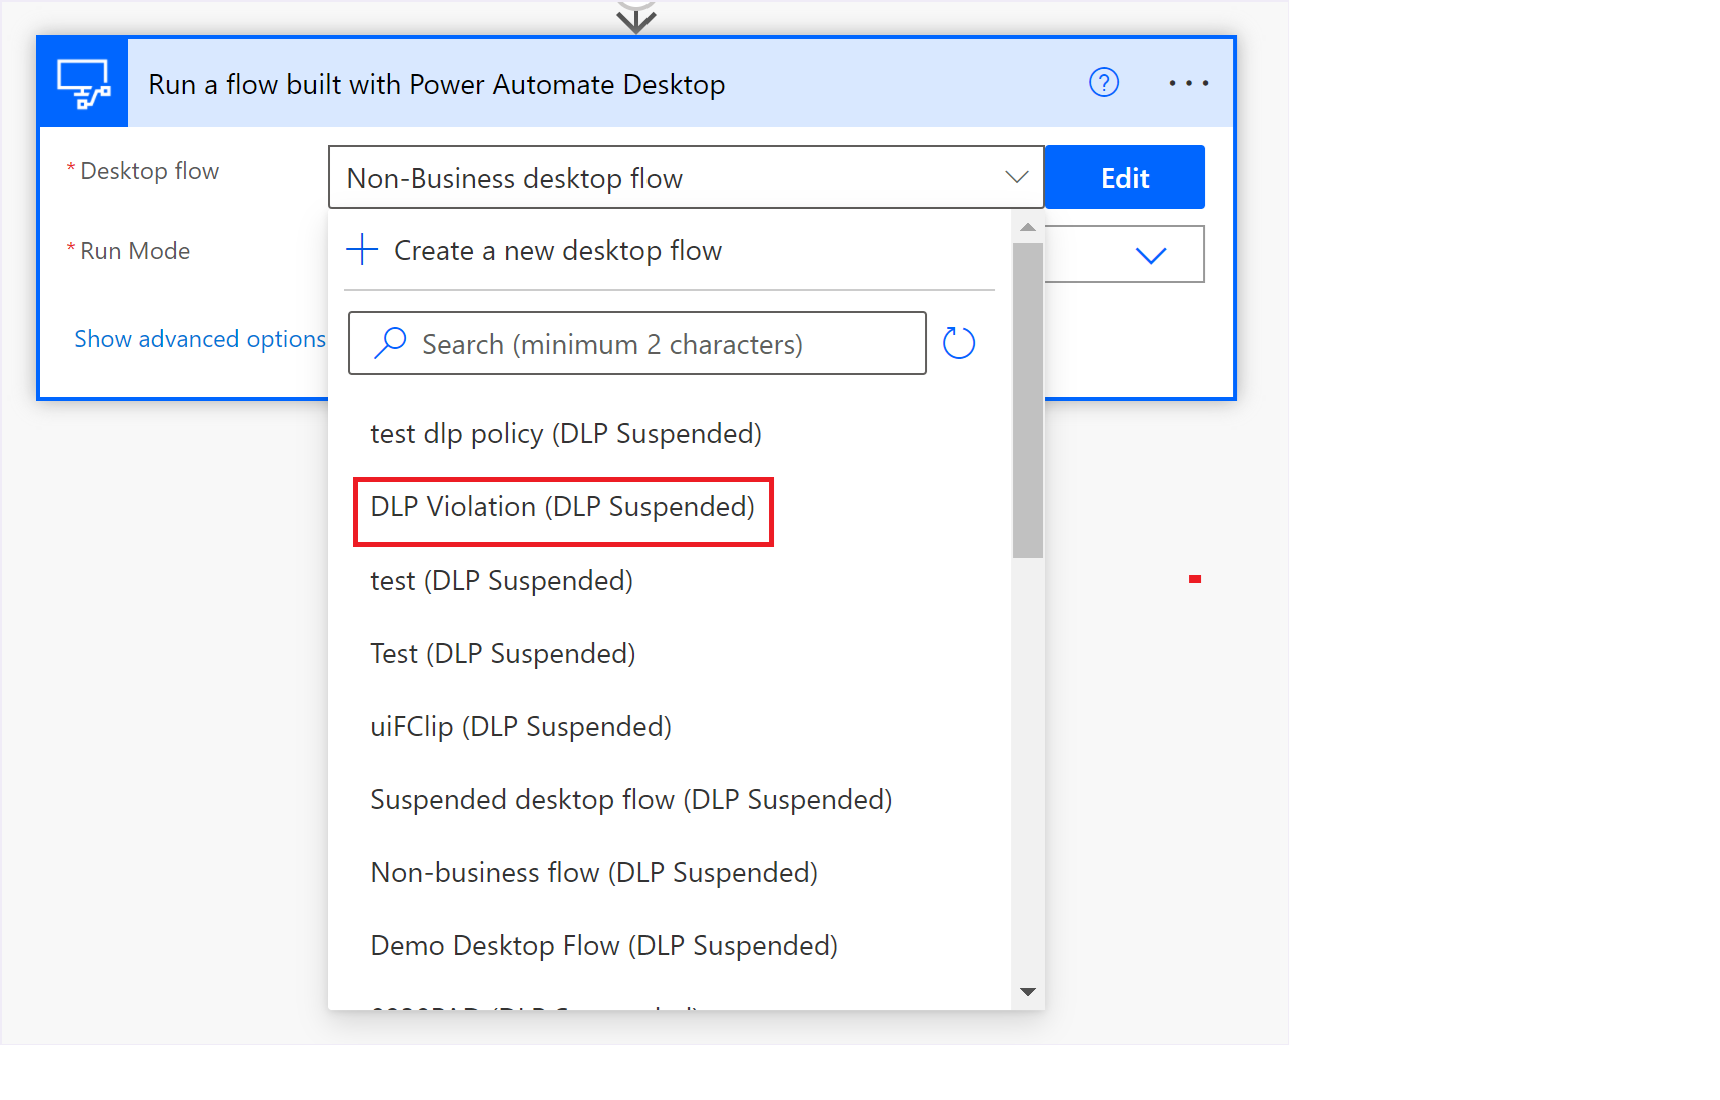 Run a flow built with Power Automate Desktop
* Desktop flow
Non-Business desktop flow
Edit
* Run Mode
Create a new desktop flow
Show advanced options
Search (minimum 2 characters)
test dlp policy (DLP Suspended)
DLP Violation (DLP Suspended)
test (DLP Suspended)
Test (DLP Suspended)
uiFClip (DLP Suspended)
Suspended desktop flow (DLP Suspended)
Non-business flow (DLP Suspended)
Demo Desktop Flow (DLP Suspended)